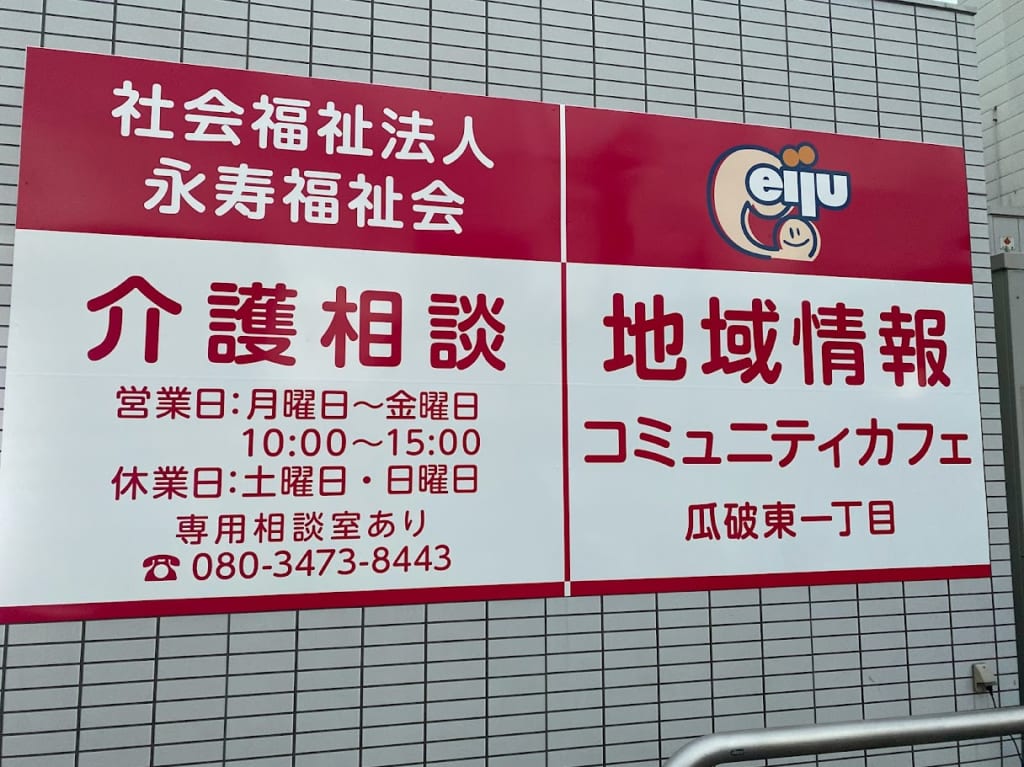 社会福祉法人
永寿福祉会
介護相談
営業日:月曜日～金曜日
10:00～15:00
休業日:土曜日・日曜日
専用相談室あり
☎ 080-3473-8443
eiju
地域情報
コミュニティカフェ
瓜破東一丁目